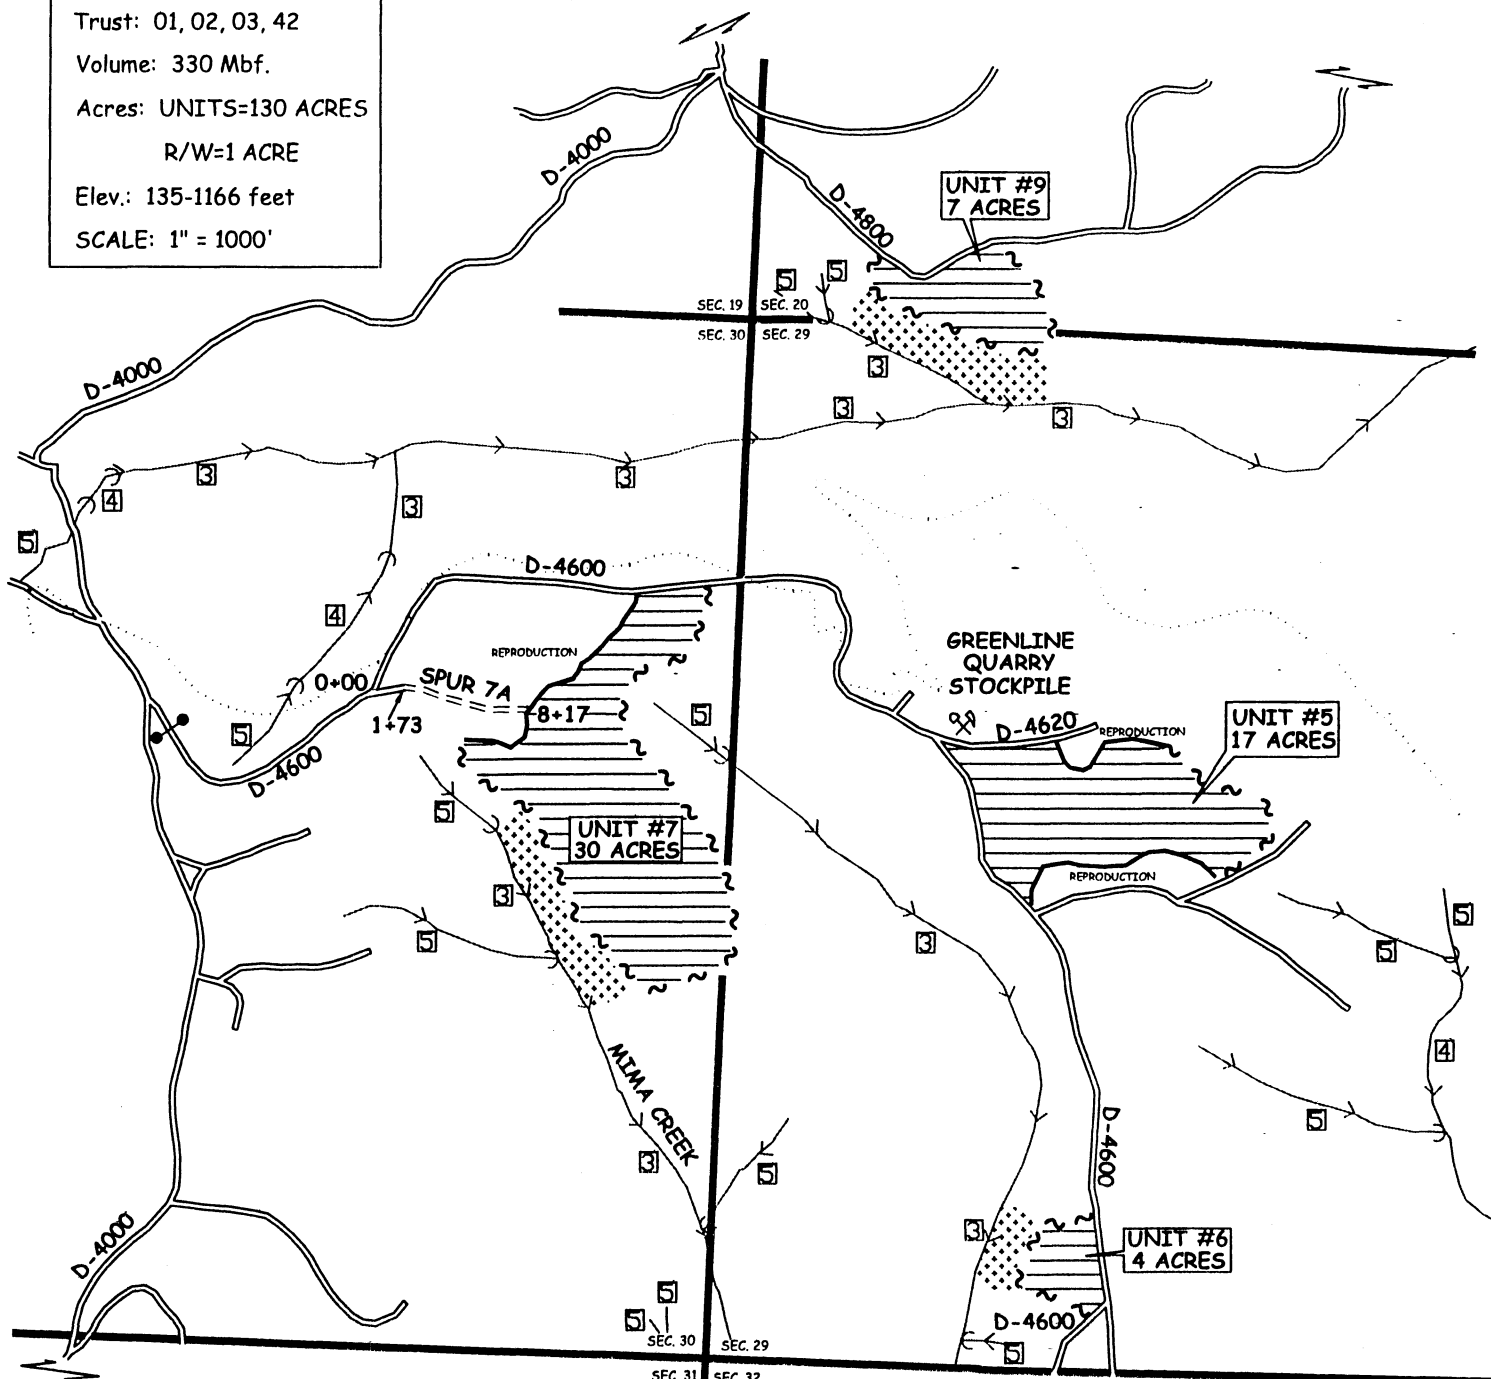 Trust: 01, 02, 03, 42
Volume: 330 Mbf.
Acres: UNITS=130 ACRES
R/W=1 ACRE
Elev.: 135-1166 feet
SCALE: 1" = 1000'
D-4000
D-4800
UNIT #9
7 ACRES
5
5
SEC. 19
SEC. 20
SEC. 30
SEC. 29
3
D-4000
3
3
3
3
4
3
5
D-4600
4
REPRODUCTION
GREENLINE
QUARRY
STOCKPILE
0+00
SPUR 7A
1+73
8+17
5
5
D-4600
D-4620
REPRODUCTION
UNIT #5
17 ACRES
5
UNIT #7
30 ACRES
REPRODUCTION
3
5
3
5
5
MIMA CREEK
4
5
D-4600
3
5
D-4000
3
UNIT #6
4 ACRES
5
5
D-4600
SEC. 30
SEC. 29
5
SEC. 31
SEC. 32